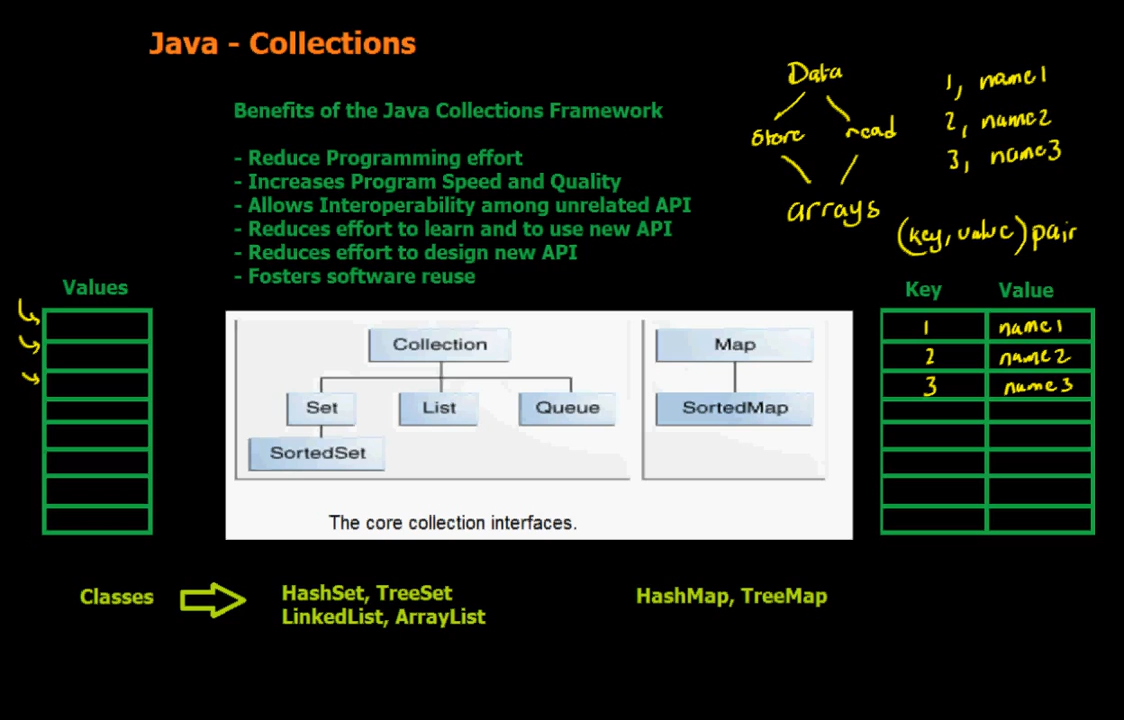 Java - Collections
Benefits of the Java Collections Framework
- Reduce Programming effort
- Increases Program Speed and Quality
- Allows Interoperability among unrelated API
- Reduces effort to learn and to use new API
- Reduces effort to design new API
- Fosters software reuse
Data
store read
arrays
1, name1
2, name2
3, name3
(key, value) pair
Values
Key Value
1 name1
2 name2
3 name3
Collection
Set List Queue
SortedSet
Map
SortedMap
The core collection interfaces.
Classes
HashSet, TreeSet
LinkedList, ArrayList
HashMap, TreeMap